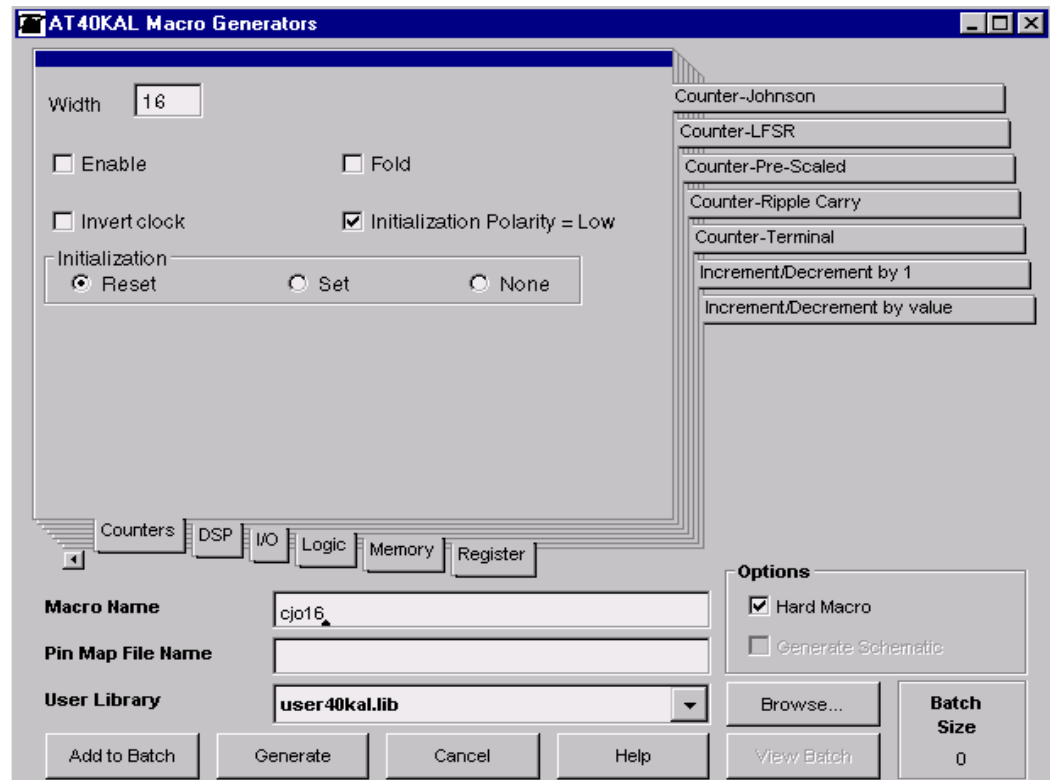 AT40KAL Macro Generators
Width 16
Enable
Fold
Invert clock
Initialization Polarity = Low
Initialization
Reset
Set
None
Counter-Johnson
Counter-LFSR
Counter-Pre-Scaled
Counter-Ripple Carry
Counter-Terminal
Increment/Decrement by 1
Increment/Decrement by value
Counters
DSP
I/O
Logic
Memory
Register
Macro Name
cjo16
Pin Map File Name
User Library
user40kal.lib
Options
Hard Macro
Generate Schematic
Browse...
Batch
Size
0
Add to Batch
Generate
Cancel
Help
View Batch